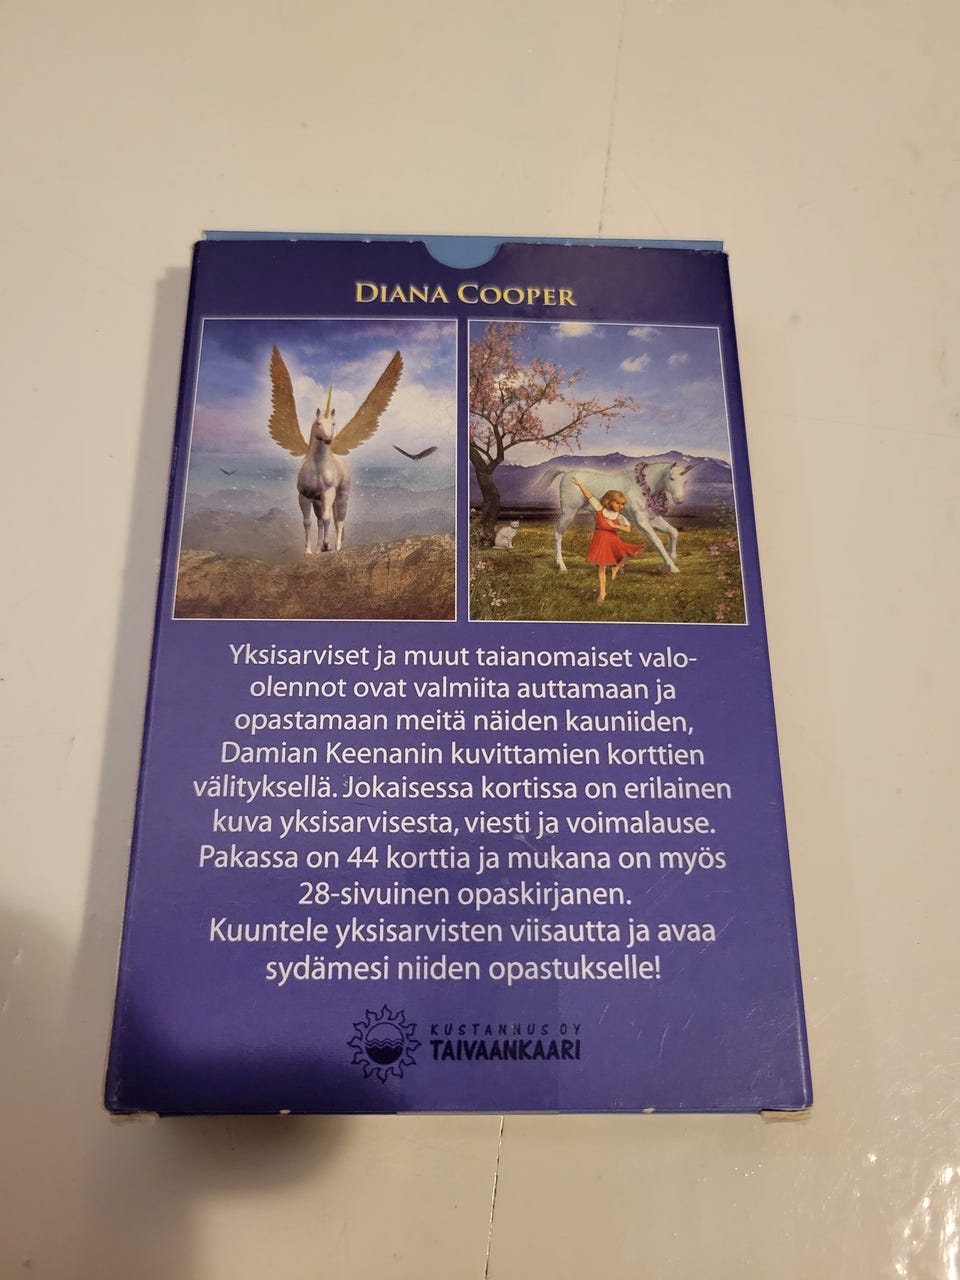 DIANA COOPER
Yksisarviset ja muut taianomaiset valo-
olennot ovat valmiita auttamaan ja
opastamaan meitä näiden kauniiden,
Damian Keenanin kuvittamien korttien
välityksellä. Jokaisessa kortissa on erilainen
kuva yksisarvisesta, viesti ja voimalause.
Pakassa on 44 korttia ja mukana on myös
28-sivuinen opaskirjanen.
Kuuntele yksisarvisten viisautta ja avaa
sydämesi niiden opastukselle!
KUSTANNUS OY
TAIVAANKAARI